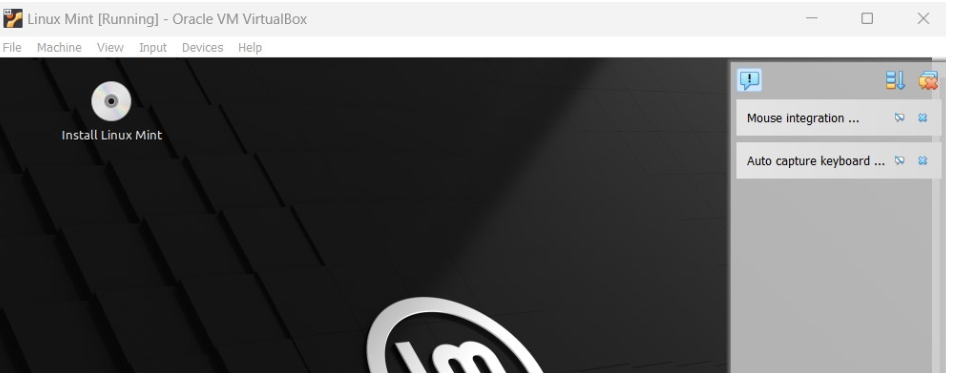 Linux Mint [Running] - Oracle VM VirtualBox
File Machine View Input Devices Help
Install Linux Mint
Mouse integration ...
Auto capture keyboard ...